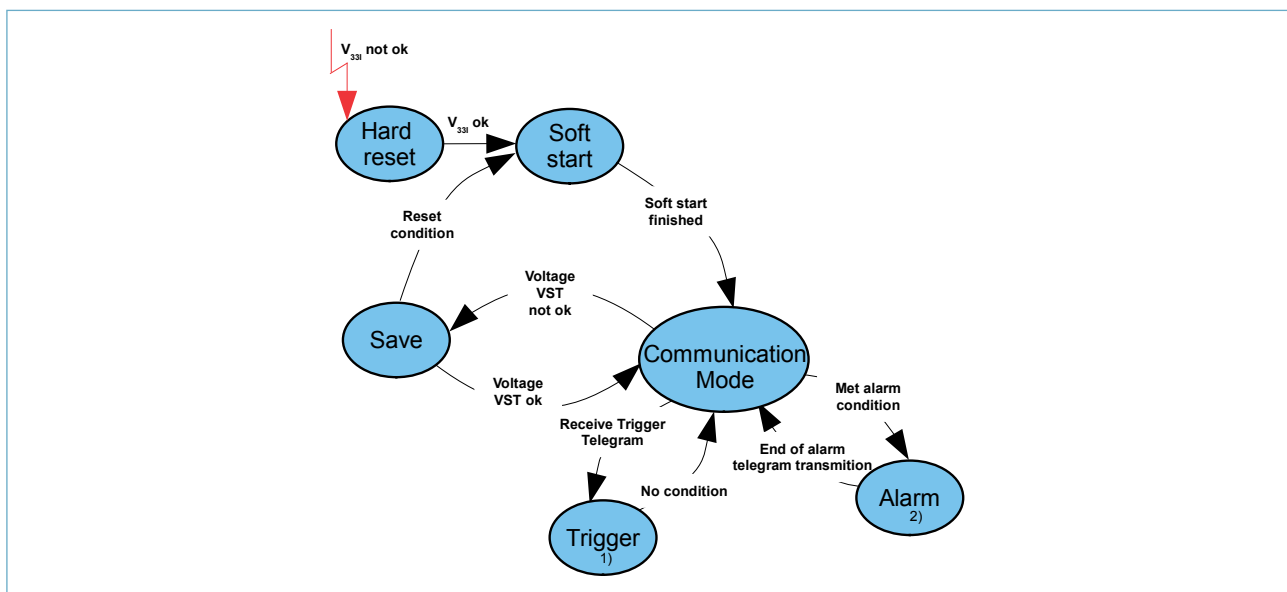 V33I not ok
Hard
reset
V33I ok
Soft
start
Reset
condition
Soft start
finished
Voltage
VST
not ok
Save
Communication
Mode
Voltage
VST ok
Met alarm
condition
Receive Trigger
Telegram
End of alarm
telegram transmition
No condition
Alarm
2)
Trigger
1)